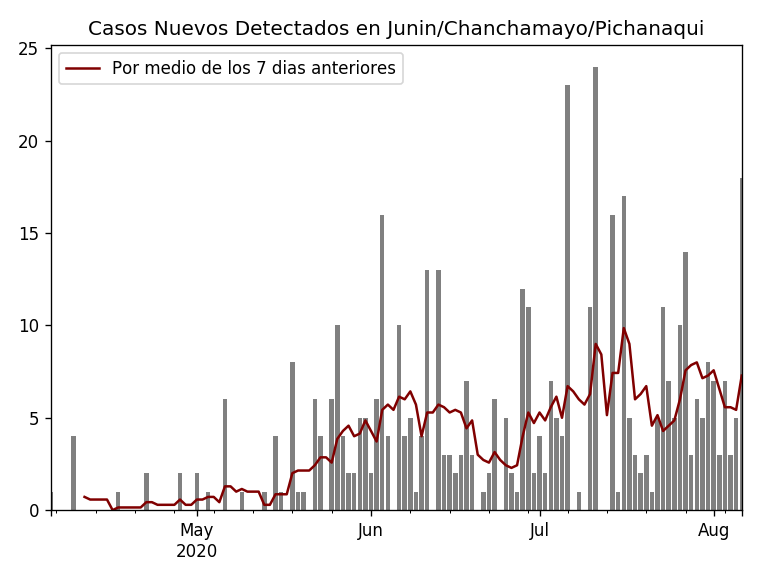 Casos Nuevos Detectados en Junin/Chanchamayo/Pichanaqui
Por medio de los 7 dias anteriores
25
20
15
10
5
0
May Jun Jul Aug
2020